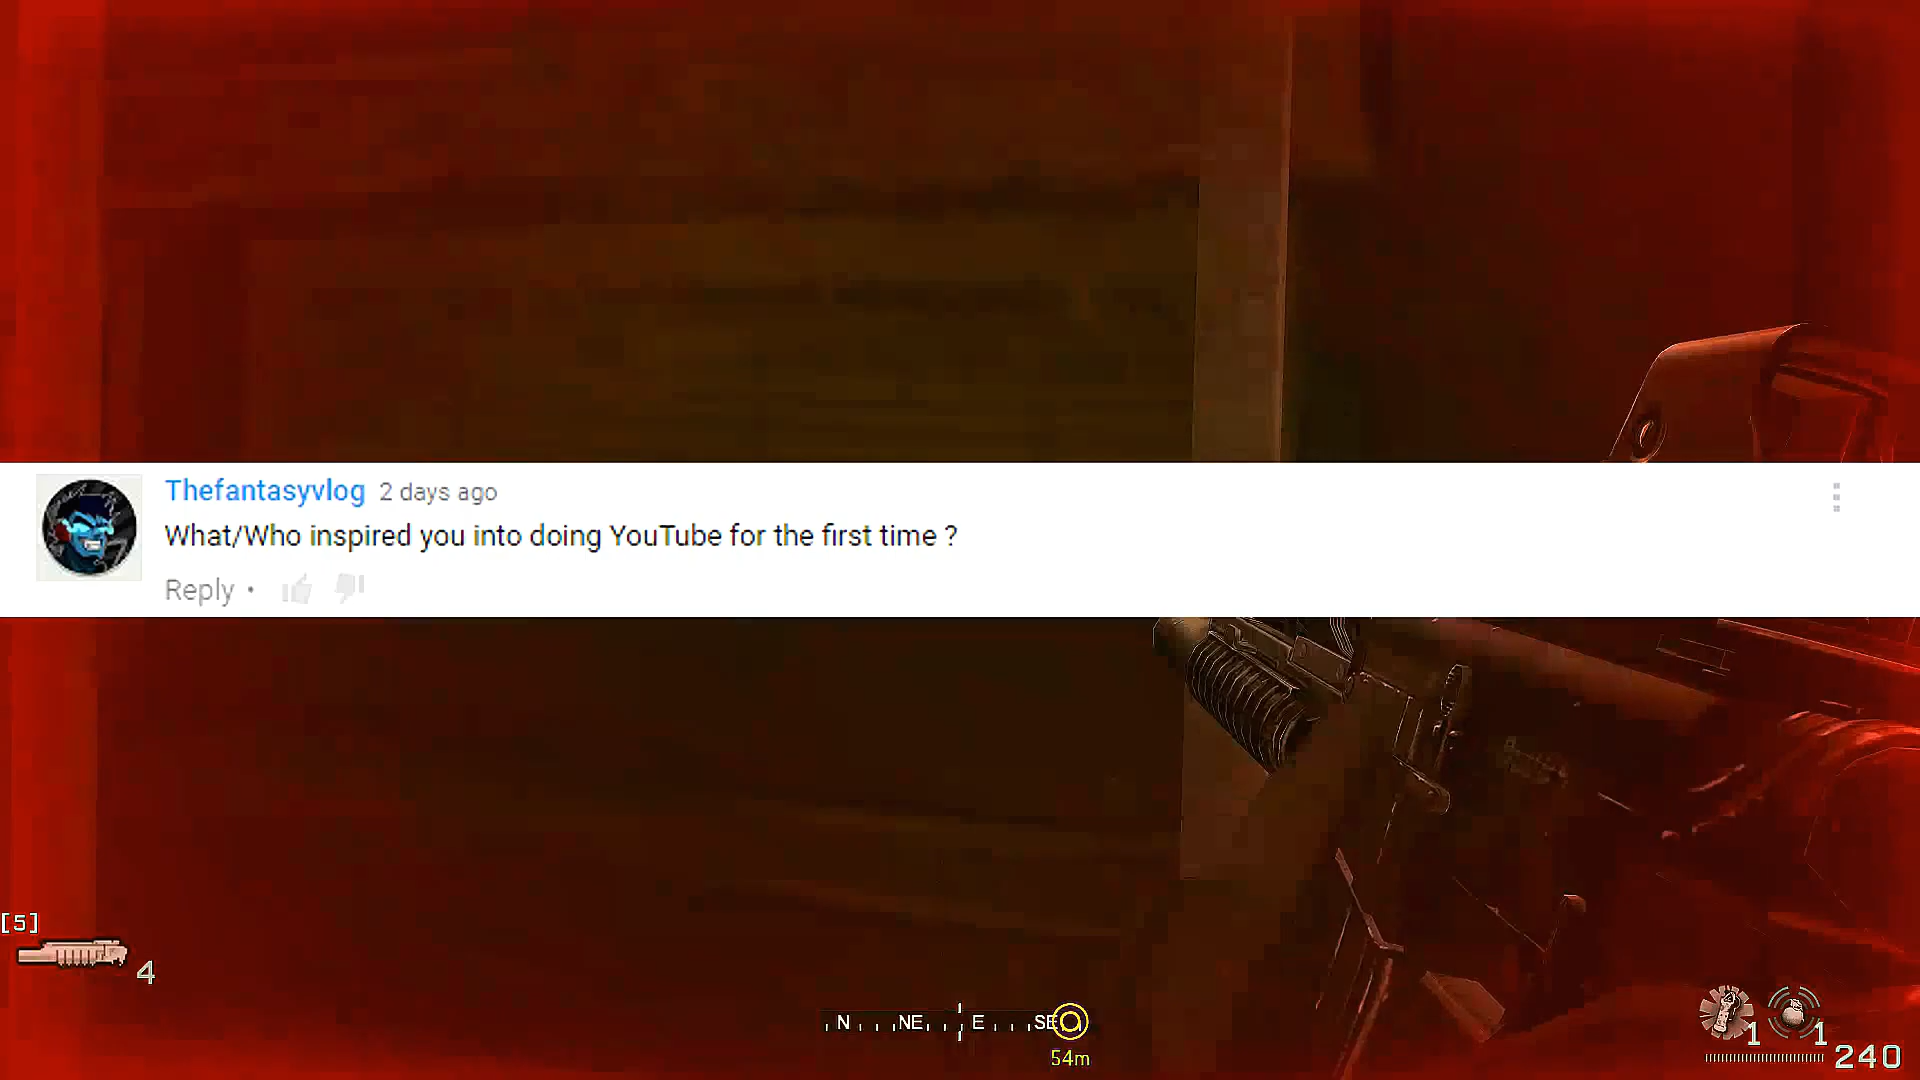 Thefantasyvlog 2 days ago
What/Who inspired you into doing YouTube for the first time ?
Reply •
[5]
4
N NE E SE
54m
1 1
240